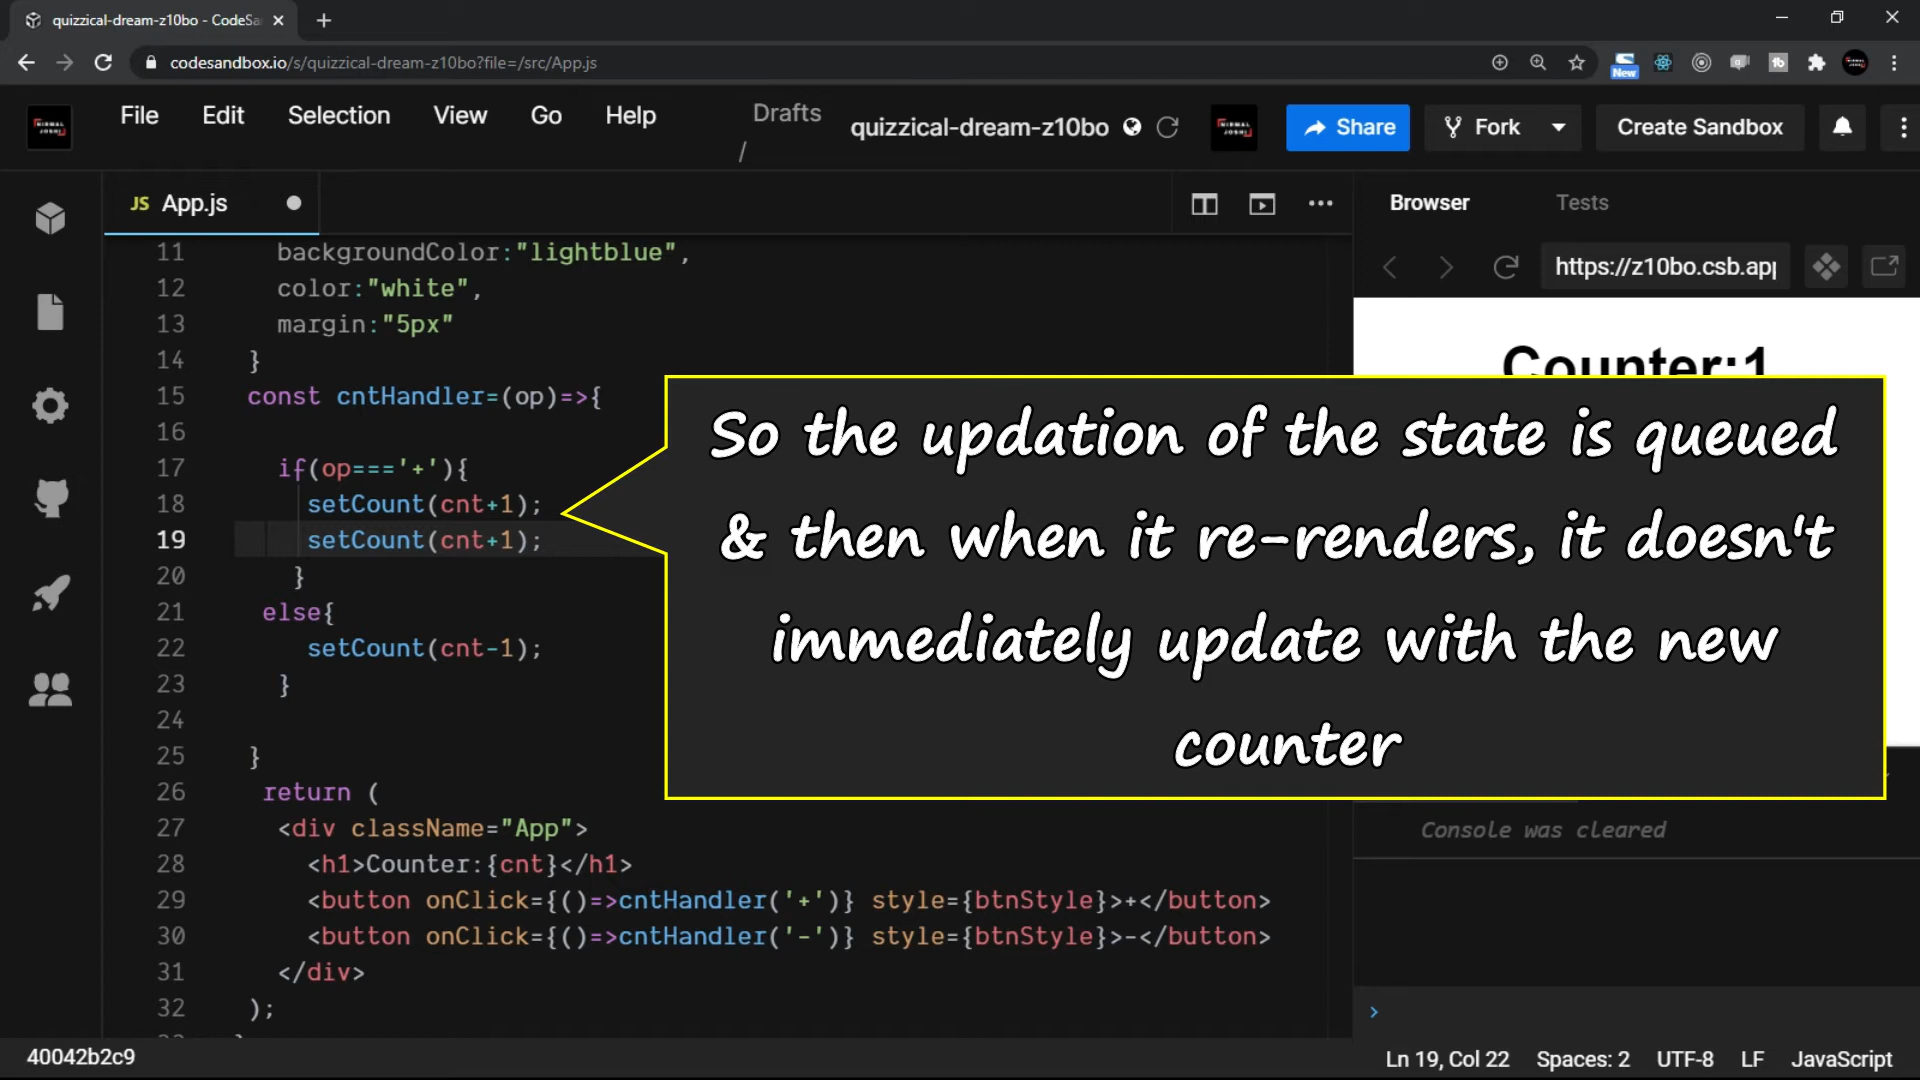 quizzical-dream-z10bo - CodeSa
codesandbox.io/s/quizzical-dream-z10bo?file=/src/App.js
New
File Edit Selection View Go Help
Drafts
/
quizzical-dream-z10bo
NIRMAL JOSHI
Share
Fork
Create Sandbox
JS App.js
Browser
Tests
https://z10bo.csb.app
11 backgroundColor:"lightblue",
12 color:"white",
13 margin:"5px"
14 }
15 const cntHandler=(op)=>{
16
17 if(op==='+'){
18 setCount(cnt+1);
19 setCount(cnt+1);
20 }
21 else{
22 setCount(cnt-1);
23 }
24
25 }
26 return (
27 <div className="App">
28 <h1>Counter:{cnt}</h1>
29 <button onClick={()=>cntHandler('+')} style={btnStyle}>+</button>
30 <button onClick={()=>cntHandler('-')} style={btnStyle}>-</button>
31 </div>
32 );
Counter:1
So the updation of the state is queued
& then when it re-renders, it doesn't
immediately update with the new
counter
Console was cleared
40042b2c9
Ln 19, Col 22 Spaces: 2 UTF-8 LF JavaScript